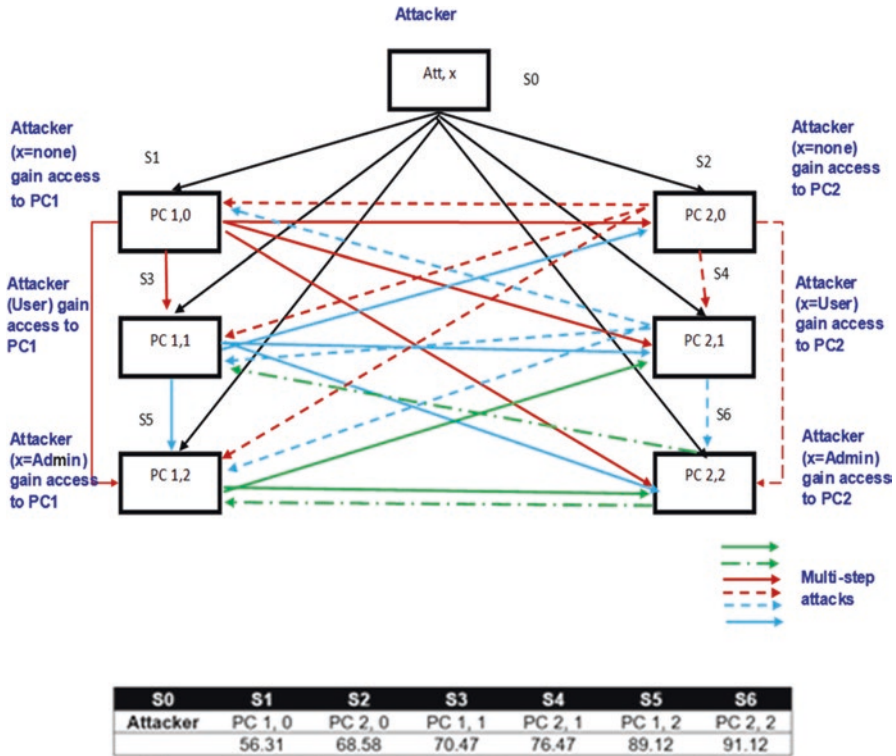 Attacker
Att, x
S0
Attacker
(x=none)
gain access
to PC1
S1
S2
Attacker
(x=none)
gain access to
PC2
PC 1,0
PC 2,0
Attacker
(User) gain
access to
PC1
S3
S4
Attacker
(x=User)
gain access to
PC2
PC 1,1
PC 2,1
S5
S6
Attacker
(x=Admin)
gain access
to PC1
PC 1,2
PC 2,2
Attacker
(x=Admin)
gain access to
PC2
Multi-step
attacks
S0 S1 S2 S3 S4 S5 S6
Attacker PC 1, 0 PC 2, 0 PC 1, 1 PC 2, 1 PC 1, 2 PC 2, 2
56.31 68.58 70.47 76.47 89.12 91.12